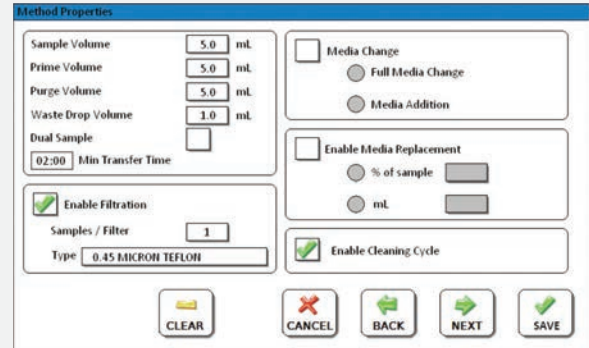 Method Properties
Sample Volume 5.0 mL
Prime Volume 5.0 mL
Purge Volume 5.0 mL
Waste Drop Volume 1.0 mL
Dual Sample
02:00 Min Transfer Time
Enable Filtration
Samples / Filter 1
Type 0.45 MICRON TEFLON
Media Change
Full Media Change
Media Addition
Enable Media Replacement
% of sample
mL
Enable Cleaning Cycle
CLEAR
CANCEL
BACK
NEXT
SAVE